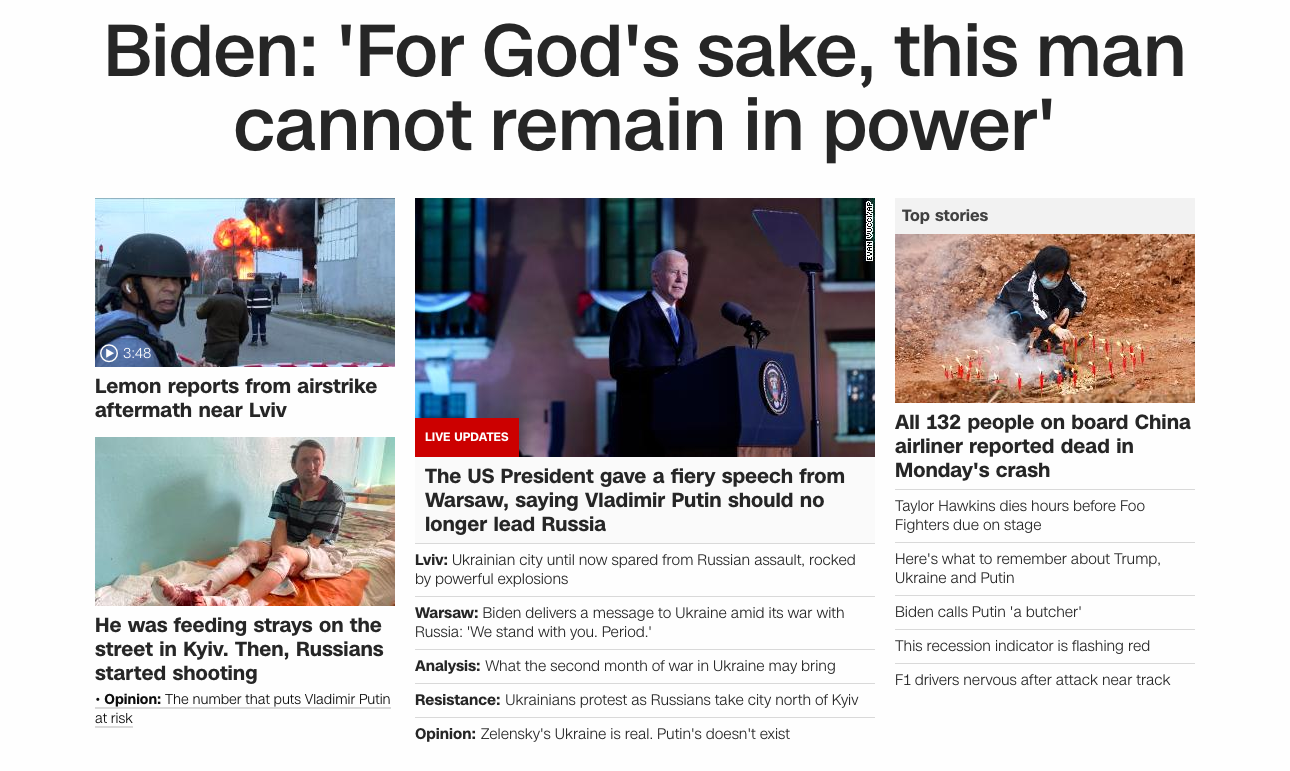 Biden: 'For God's sake, this man
cannot remain in power'
3:48
Lemon reports from airstrike
aftermath near Lviv
He was feeding strays on the
street in Kyiv. Then, Russians
started shooting
• Opinion: The number that puts Vladimir Putin
at risk
EVAN VUCCI/AP
LIVE UPDATES
The US President gave a fiery speech from
Warsaw, saying Vladimir Putin should no
longer lead Russia
Lviv: Ukrainian city until now spared from Russian assault, rocked
by powerful explosions
Warsaw: Biden delivers a message to Ukraine amid its war with
Russia: 'We stand with you. Period.'
Analysis: What the second month of war in Ukraine may bring
Resistance: Ukrainians protest as Russians take city north of Kyiv
Opinion: Zelensky's Ukraine is real. Putin's doesn't exist
Top stories
All 132 people on board China
airliner reported dead in
Monday's crash
Taylor Hawkins dies hours before Foo
Fighters due on stage
Here's what to remember about Trump,
Ukraine and Putin
Biden calls Putin 'a butcher'
This recession indicator is flashing red
F1 drivers nervous after attack near track